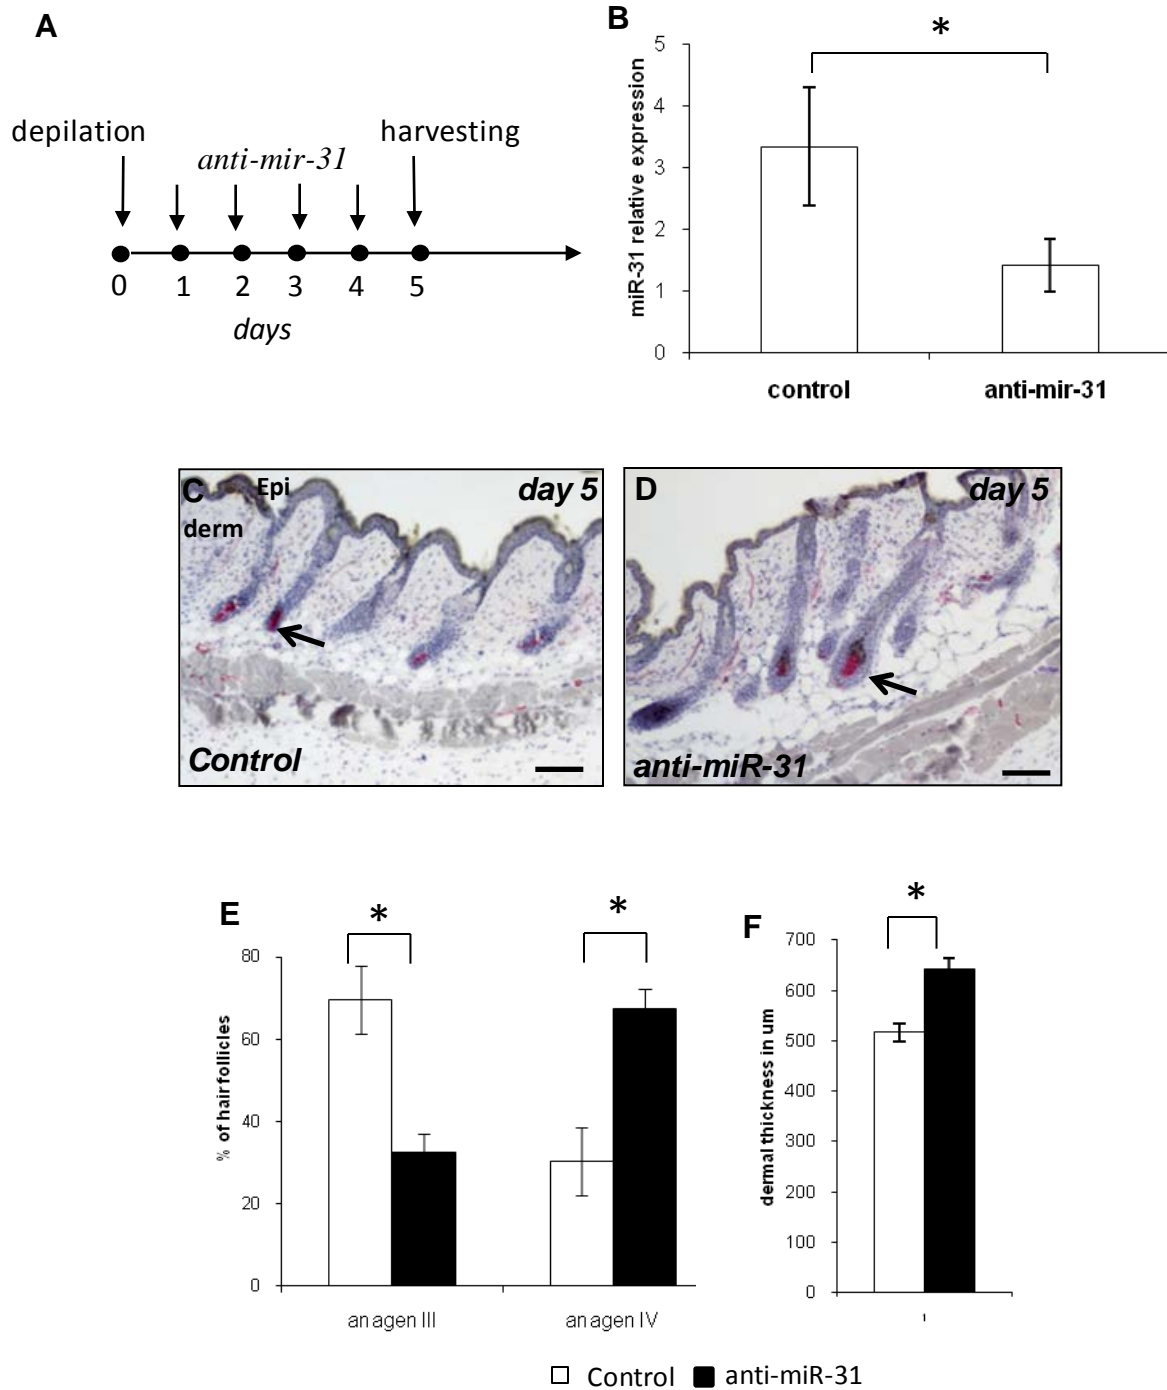 A
depilation
harvesting
anti-mir-31
0 1 2 3 4 5
days
B
*
miR-31 relative expression
5
4
3
2
1
0
control anti-mir-31
C
Epi
day 5
derm
Control
D
day 5
anti-miR-31
E
*
*
% of hair follicles
80
60
40
20
0
anagen III anagen IV
F
*
dermal thickness in um
700
600
500
400
300
200
100
0
Control anti-miR-31